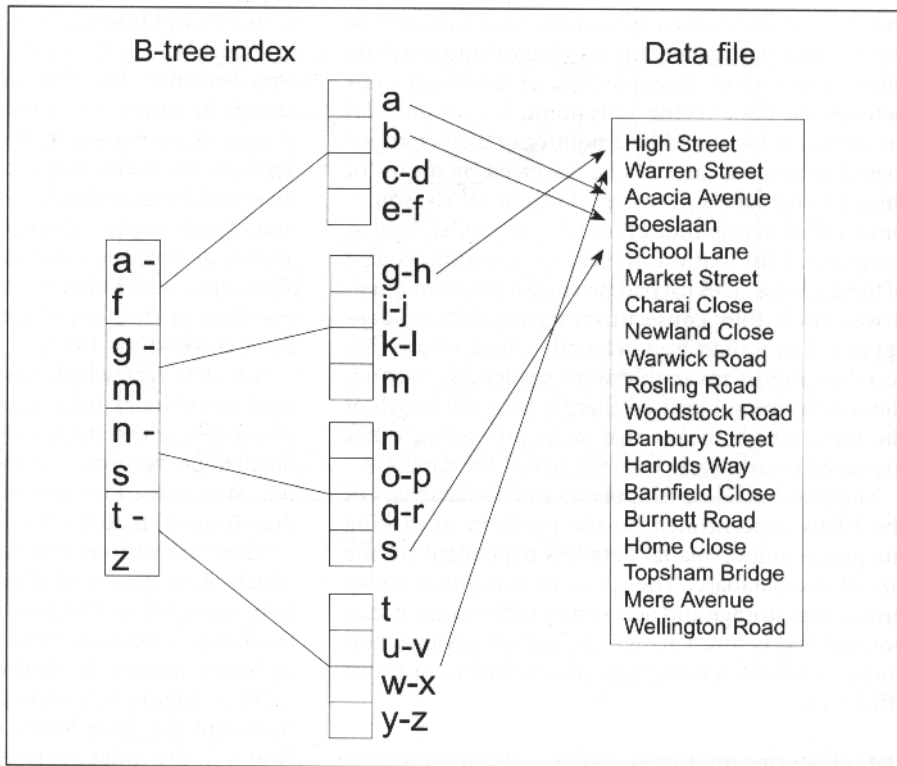 B-tree index
Data file
a -
f
g -
m
n -
s
t -
z
a
b
c-d
e-f
g-h
i-j
k-l
m
n
o-p
q-r
s
t
u-v
w-x
y-z
High Street
Warren Street
Acacia Avenue
Boeslaan
School Lane
Market Street
Chapel Close
Newland Close
Warwick Road
Rosling Road
Woodstock Road
Banbury Street
Harolds Way
Barnfield Close
Burnett Road
Home Close
Topsham Bridge
Mere Avenue
Wellington Road